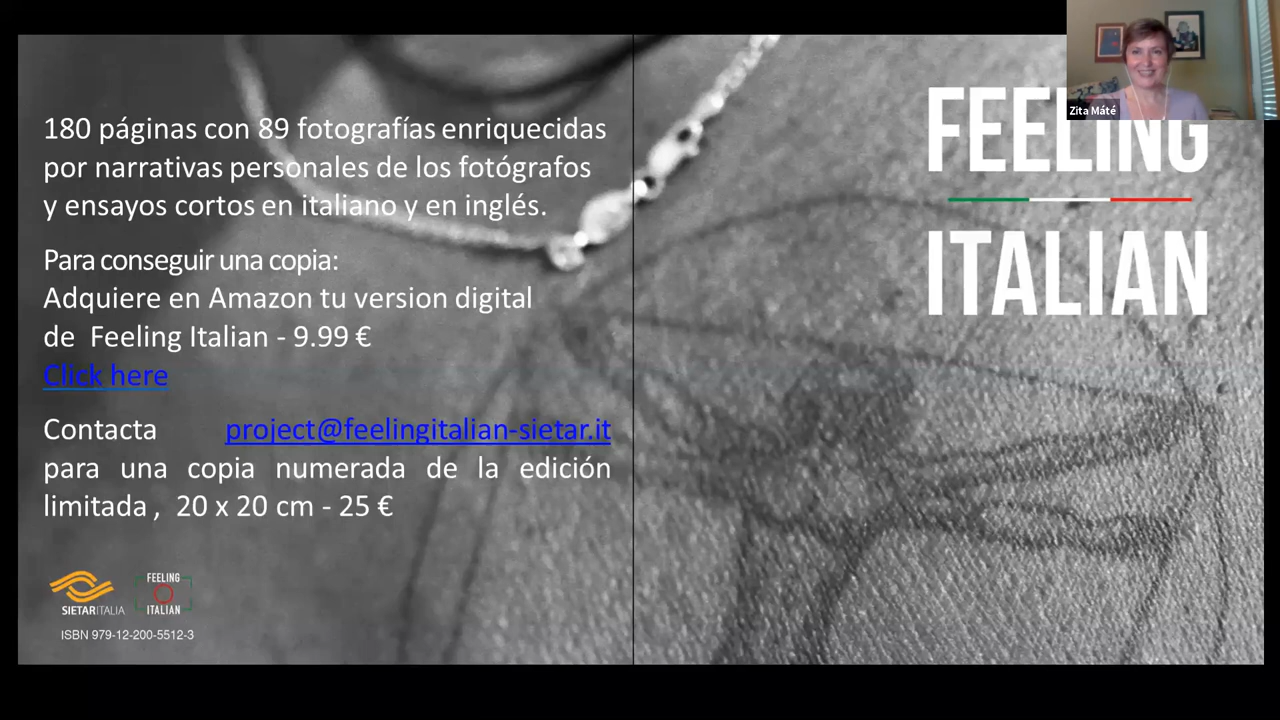 180 páginas con 89 fotografías enriquecidas
por narrativas personales de los fotógrafos
y ensayos cortos en italiano y en inglés.
Para conseguir una copia:
Adquiere en Amazon tu version digital
de Feeling Italian - 9.99 €
Click here
Contacta project@feelingitalian-sietar.it
para una copia numerada de la edición
limitada , 20 x 20 cm - 25 €
SIETARITALIA
FEELING
ITALIAN
ISBN 979-12-200-5512-3
FEELING
ITALIAN
Zita Máté